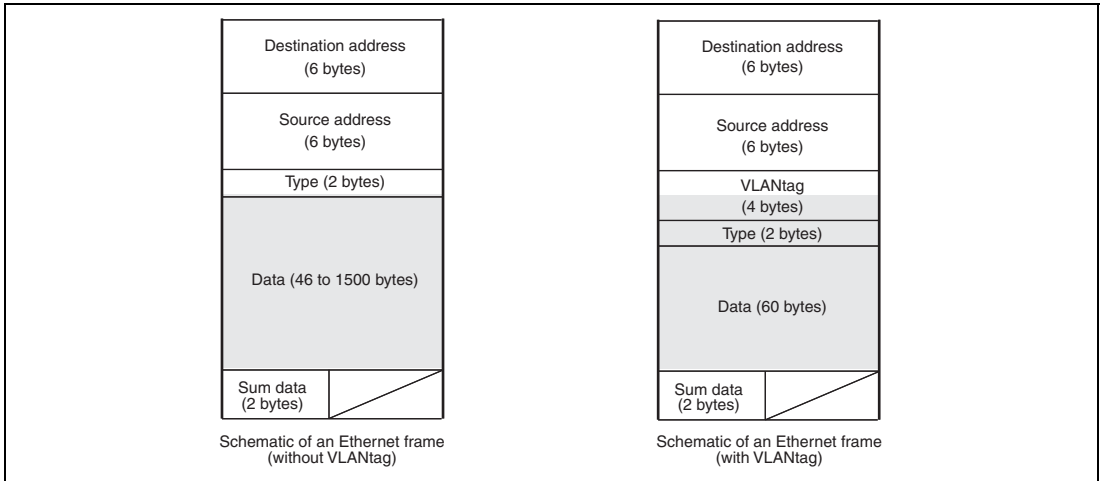 Destination address
(6 bytes)
Source address
(6 bytes)
Type (2 bytes)
Data (46 to 1500 bytes)
Sum data
(2 bytes)
Schematic of an Ethernet frame
(without VLANtag)
Destination address
(6 bytes)
Source address
(6 bytes)
VLANtag
(4 bytes)
Type (2 bytes)
Data (60 bytes)
Sum data
(2 bytes)
Schematic of an Ethernet frame
(with VLANtag)